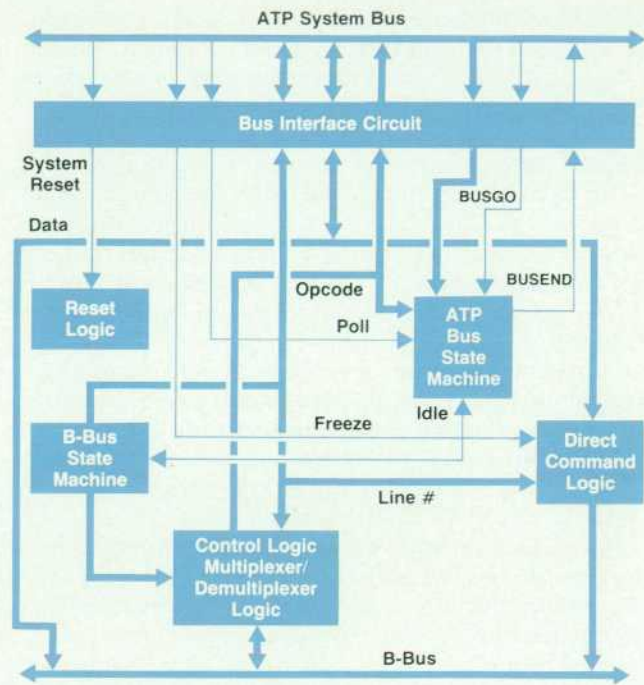 ATP System Bus
Bus Interface Circuit
System
Reset
BUSGO
Data
BUSEND
Opcode
Reset
Logic
ATP
Bus
State
Machine
Poll
Idle
Freeze
B-Bus
State
Machine
Direct
Command
Logic
Line #
Control Logic
Multiplexer/
Demultiplexer
Logic
B-Bus